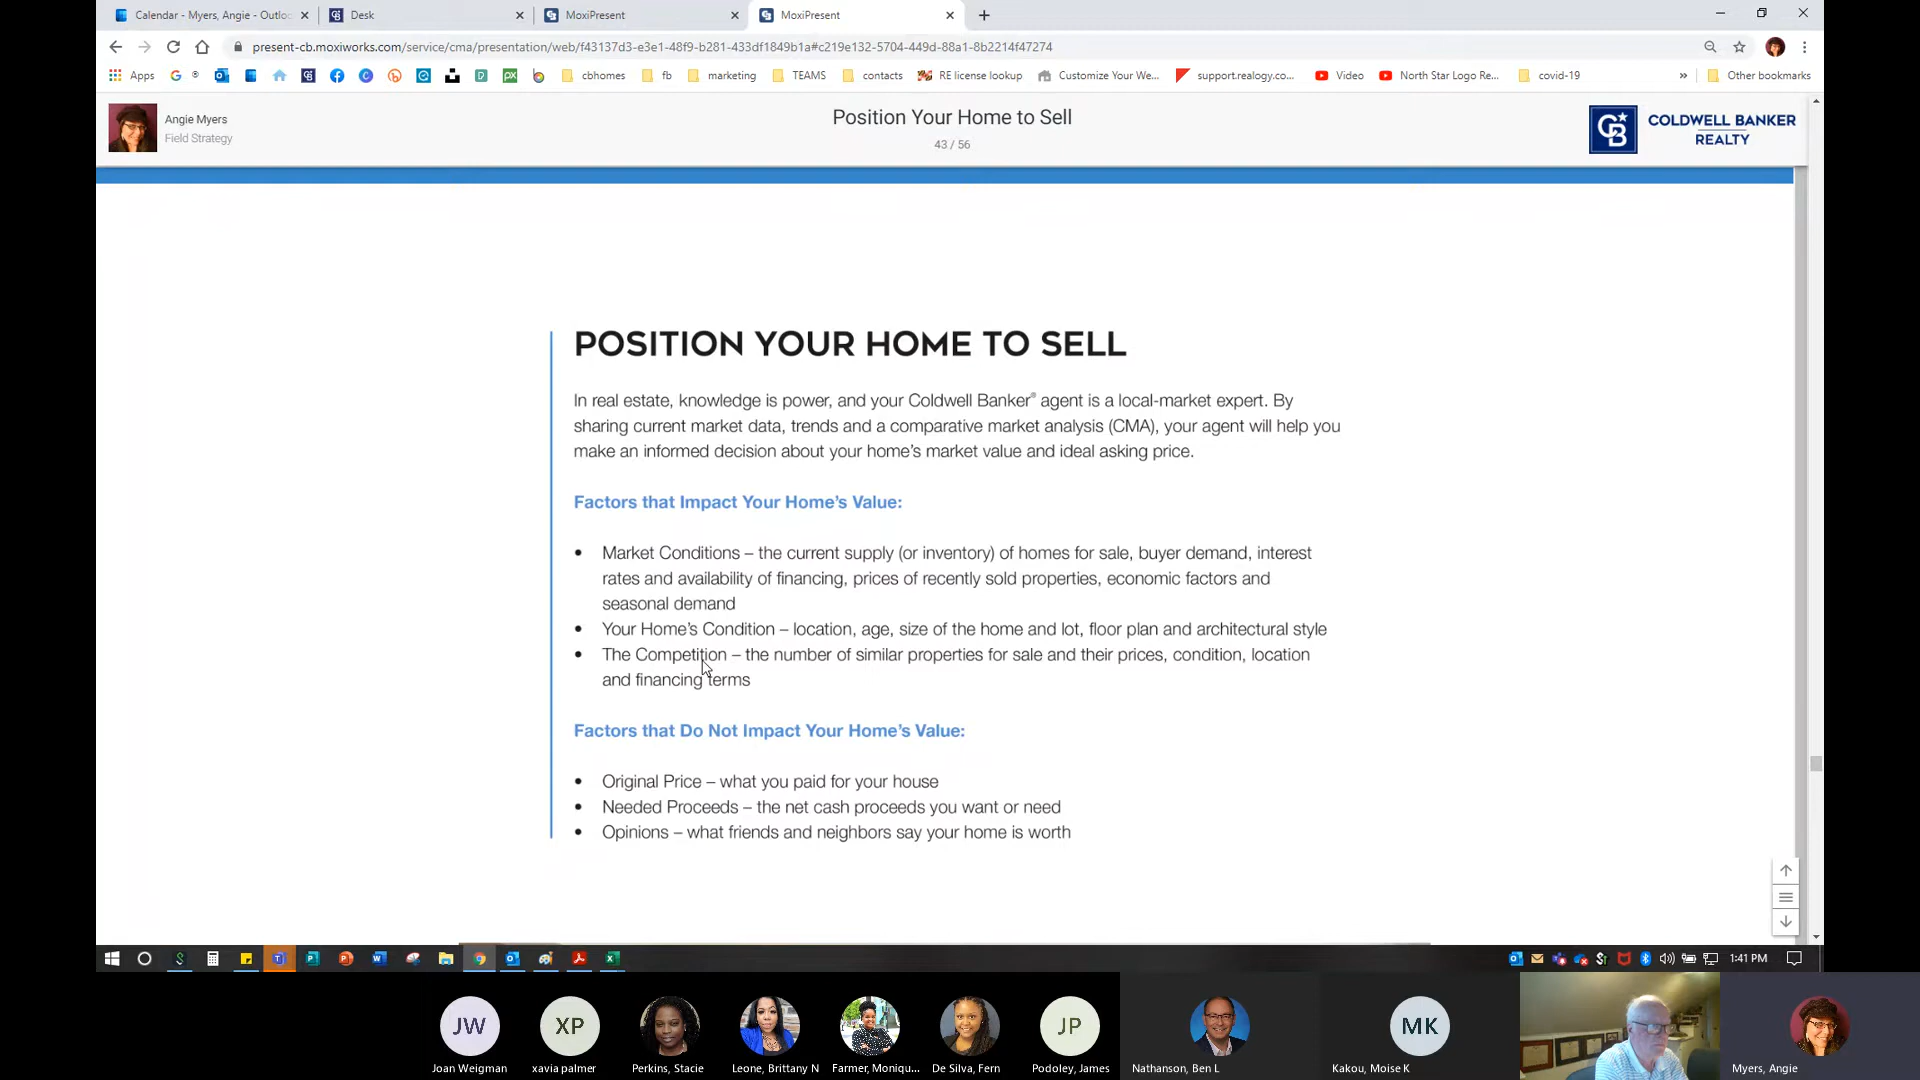 Calendar - Myers, Angie - Outlo
Desk
MoxiPresent
MoxiPresent
present-cb.moxiworks.com/service/cma/presentation/web/f43137d3-e3e1-48f9-b281-433df1849b1a#c219e132-5704-449d-88a1-8b2214f47274
Apps
cbhomes
fb
marketing
TEAMS
contacts
RE license lookup
Customize Your We...
support.realogy.co...
Video
North Star Logo Re...
covid-19
»
Other bookmarks
Angie Myers
Field Strategy
Position Your Home to Sell
43 / 56
COLDWELL BANKER
REALTY
POSITION YOUR HOME TO SELL
In real estate, knowledge is power, and your Coldwell Banker® agent is a local-market expert. By
sharing current market data, trends and a comparative market analysis (CMA), your agent will help you
make an informed decision about your home's market value and ideal asking price.
Factors that Impact Your Home's Value:
• Market Conditions – the current supply (or inventory) of homes for sale, buyer demand, interest
rates and availability of financing, prices of recently sold properties, economic factors and
seasonal demand
• Your Home's Condition – location, age, size of the home and lot, floor plan and architectural style
• The Competition – the number of similar properties for sale and their prices, condition, location
and financing terms
Factors that Do Not Impact Your Home's Value:
• Original Price – what you paid for your house
• Needed Proceeds – the net cash proceeds you want or need
• Opinions – what friends and neighbors say your home is worth
1:41 PM
JW
XP
JP
MK
Joan Weigman
xavia palmer
Perkins, Stacie
Leone, Brittany N
Farmer, Moniqu...
De Silva, Fern
Podoley, James
Nathanson, Ben L
Kakou, Moise K
Myers, Angie